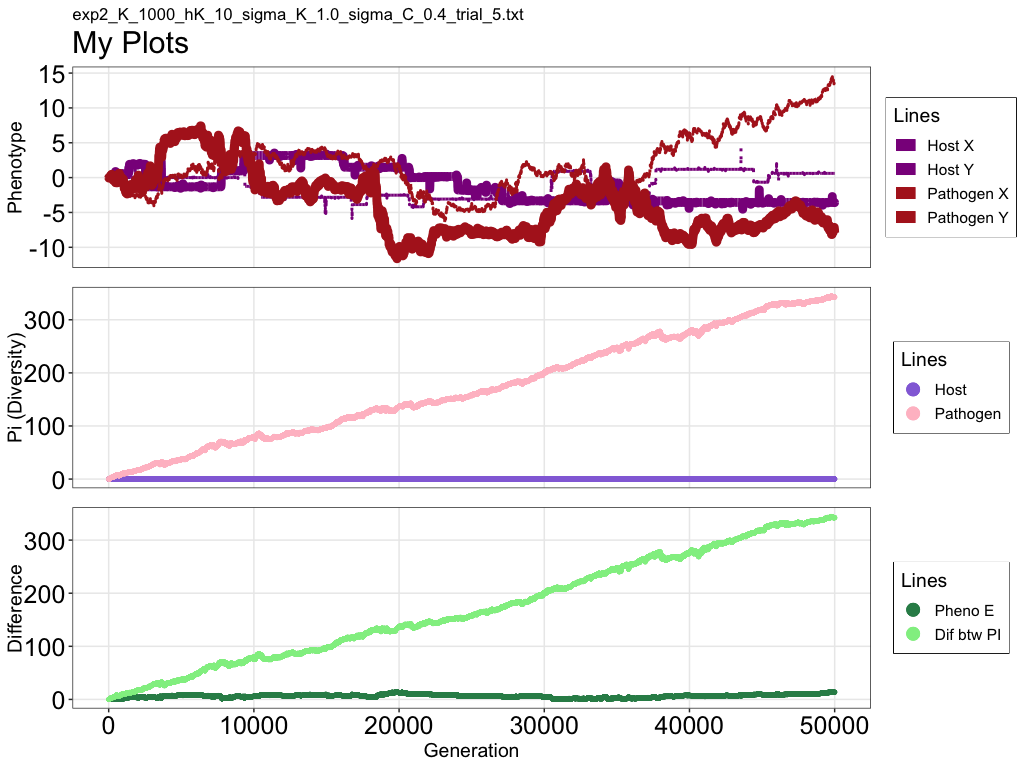 exp2_K_1000_hK_10_sigma_K_1.0_sigma_C_0.4_trial_5.txt
My Plots
Phenotype
15
10
5
0
-5
-10
Lines
Host X
Host Y
Pathogen X
Pathogen Y
Pi (Diversity)
300
200
100
0
Lines
Host
Pathogen
Difference
300
200
100
0
Lines
Pheno E
Dif btw PI
0 10000 20000 30000 40000 50000
Generation